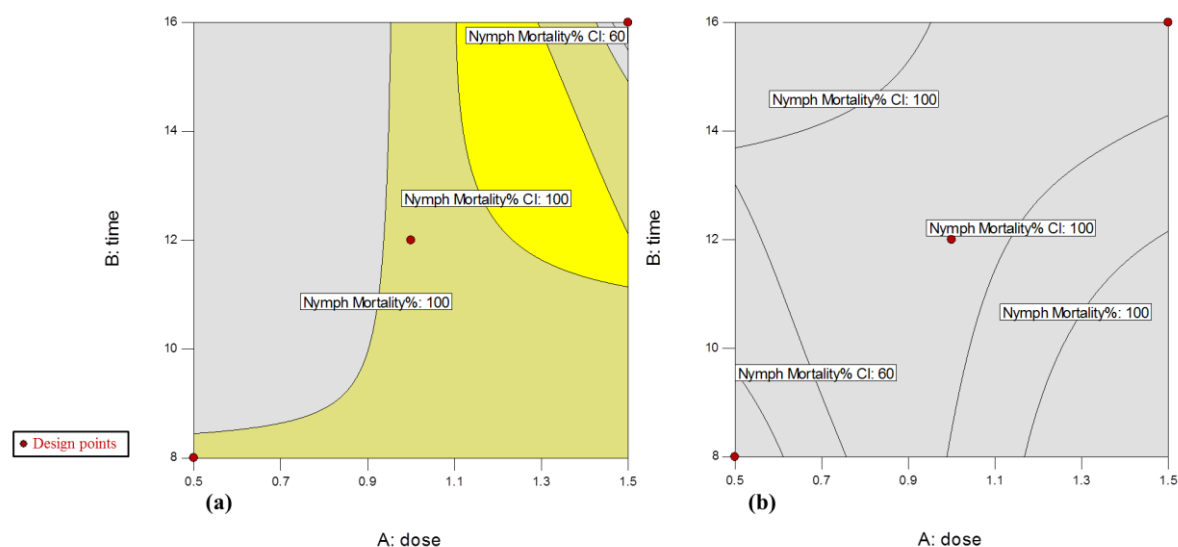 16
14
12
10
8
B: time
Nymph Mortality% CI: 60
Nymph Mortality% CI: 100
Nymph Mortality%: 100
0.5 0.7 0.9 1.1 1.3 1.5
(a)
A: dose
Design points
16
14
12
10
8
B: time
Nymph Mortality% CI: 100
Nymph Mortality% CI: 100
Nymph Mortality%: 100
Nymph Mortality% CI: 60
0.5 0.7 0.9 1.1 1.3 1.5
(b)
A: dose